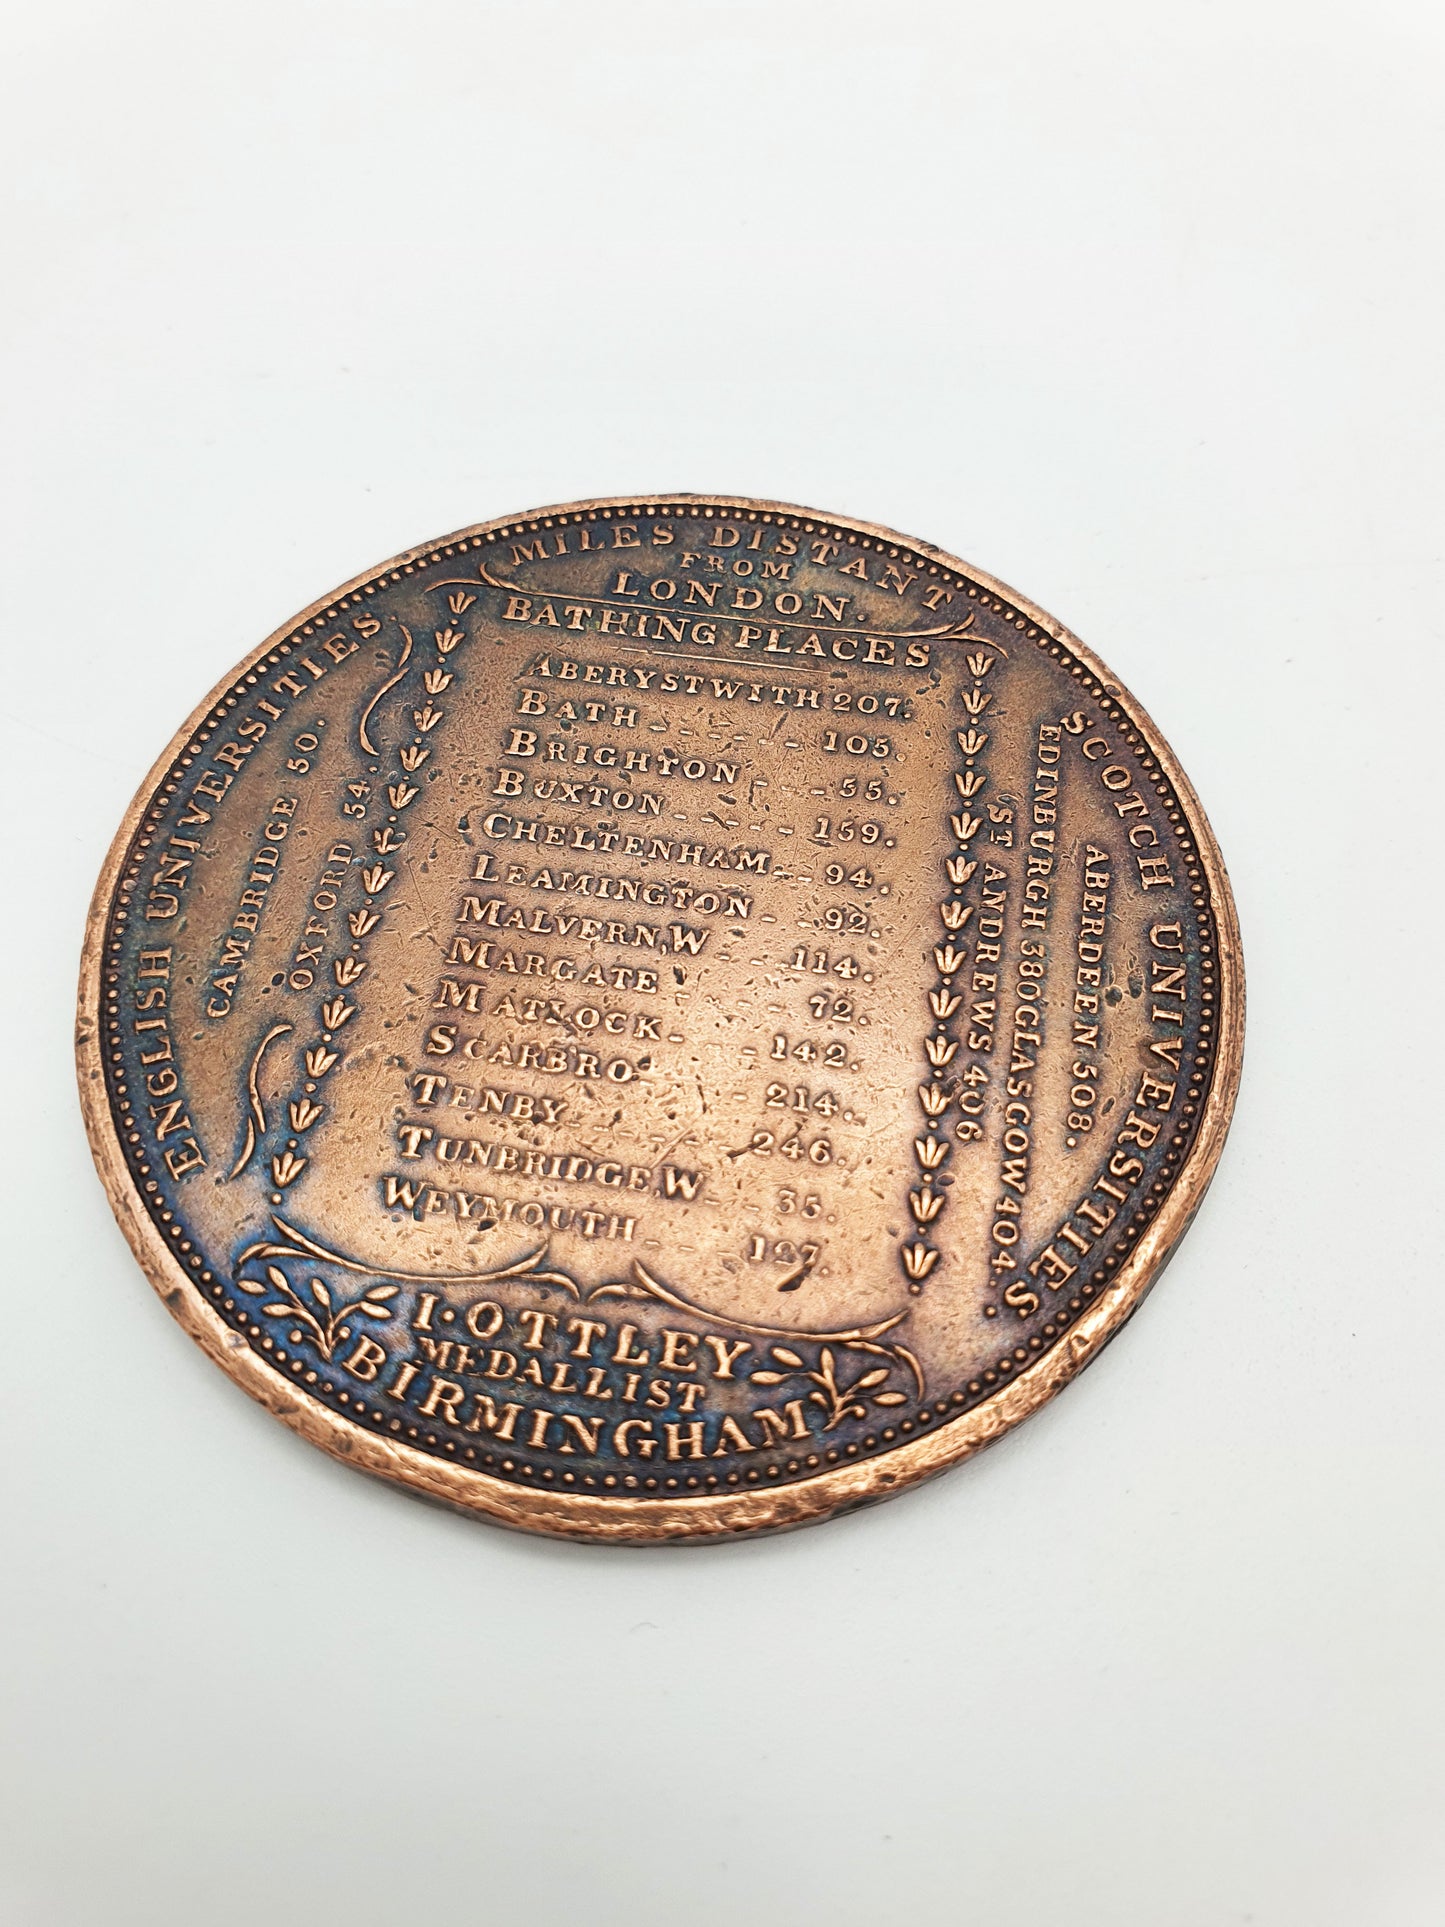 MILES DISTANT
FROM
LONDON.
BATHING PLACES
ABERYSTWITH 207.
BATH - - - - - - 105.
BRIGHTON - - - 55.
BUXTON - - - - - 159.
CHELTENHAM - - 94.
LEAMINGTON - - 92.
MALVERN, W - - 114.
MARGATE - - - - 72.
MATLOCK - - - - 142.
SCARBRO - - - - 214.
TENBY - - - - - - 246.
TUNBRIDGE, W - - 35.
WEYMOUTH - - - 127.
ENGLISH UNIVERSITIES
CAMBRIDGE 50.
OXFORD 54.
SCOTCH UNIVERSITIES
ABERDEEN 508.
EDINBURGH 380 GLASGOW 404.
ST ANDREWS 406
I. OTTLEY
MEDALLIST
BIRMINGHAM